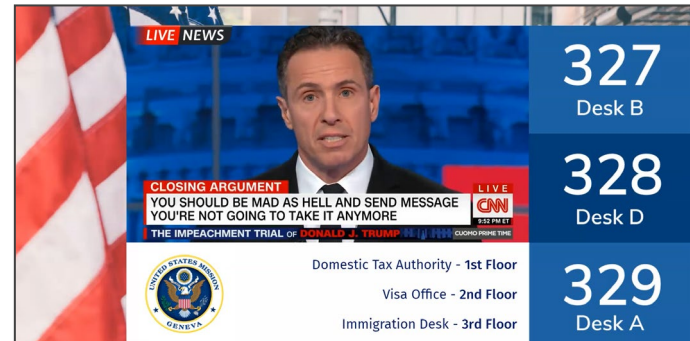 LIVE NEWS
CLOSING ARGUMENT
YOU SHOULD BE MAD AS HELL AND SEND MESSAGE
YOU'RE NOT GOING TO TAKE IT ANYMORE
LIVE
CNN
9:52 PM ET
THE IMPEACHMENT TRIAL OF DONALD J. TRUMP
CUOMO PRIME TIME
UNITED STATES MISSION
GENEVA
Domestic Tax Authority - 1st Floor
Visa Office - 2nd Floor
Immigration Desk - 3rd Floor
327
Desk B
328
Desk D
329
Desk A